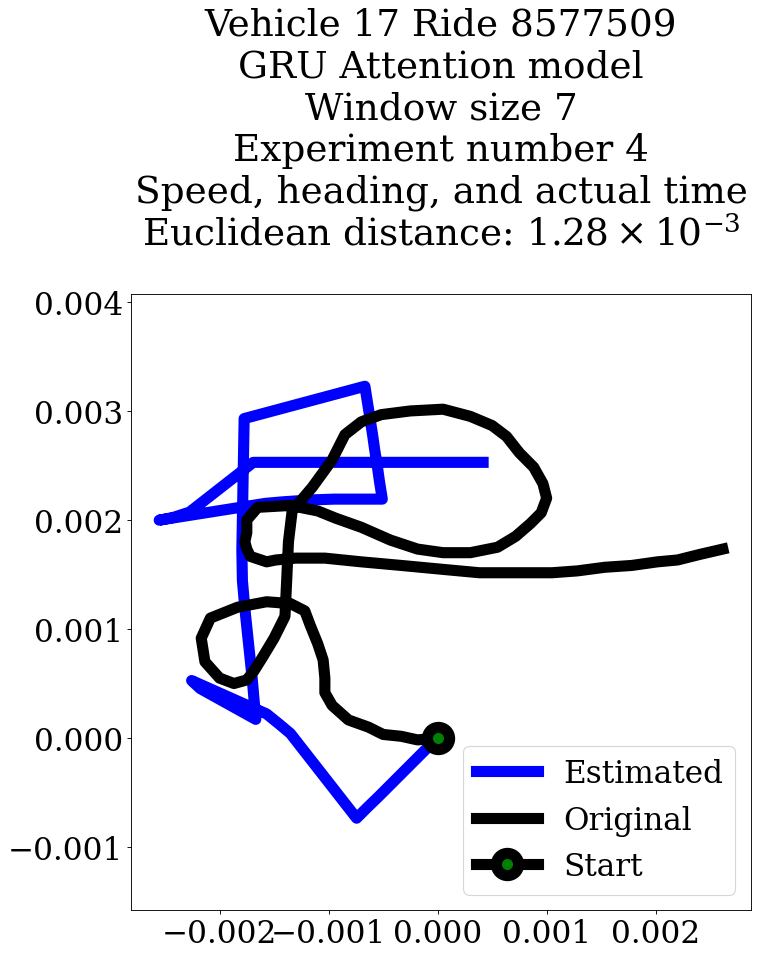 Vehicle 17 Ride 8577509
GRU Attention model
Window size 7
Experiment number 4
Speed, heading, and actual time
Euclidean distance: 1.28 × 10⁻³
0.004
0.003
0.002
0.001
0.000
−0.001
Estimated
Original
Start
−0.002 −0.001 0.000 0.001 0.002